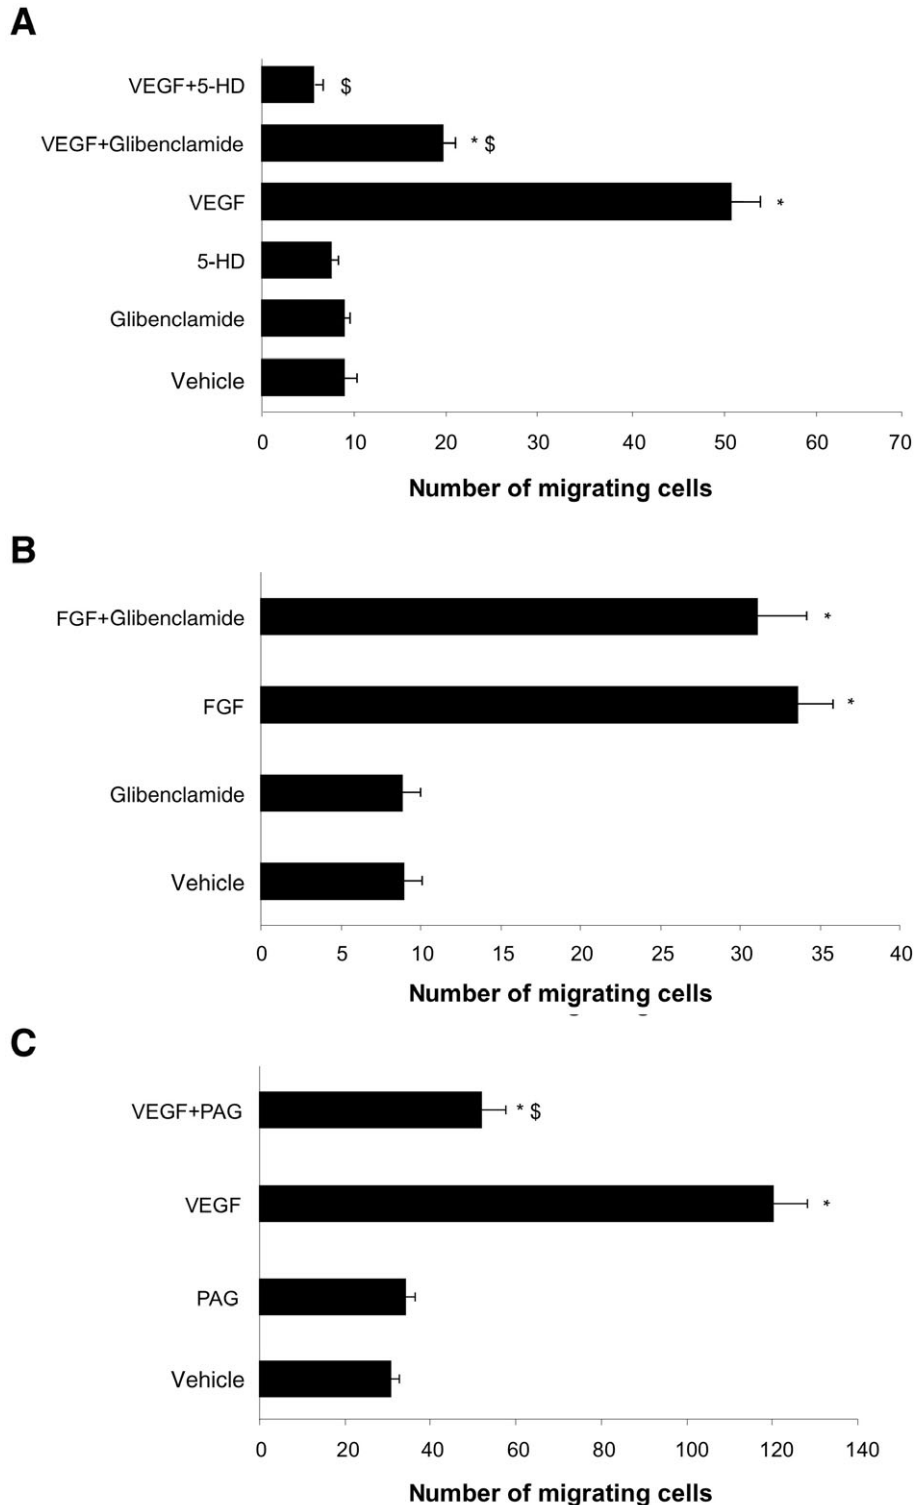 A
VEGF+5-HD $
VEGF+Glibenclamide * $
VEGF *
5-HD
Glibenclamide
Vehicle
0 10 20 30 40 50 60 70
Number of migrating cells
B
FGF+Glibenclamide *
FGF *
Glibenclamide
Vehicle
0 5 10 15 20 25 30 35 40
Number of migrating cells
C
VEGF+PAG * $
VEGF *
PAG
Vehicle
0 20 40 60 80 100 120 140
Number of migrating cells